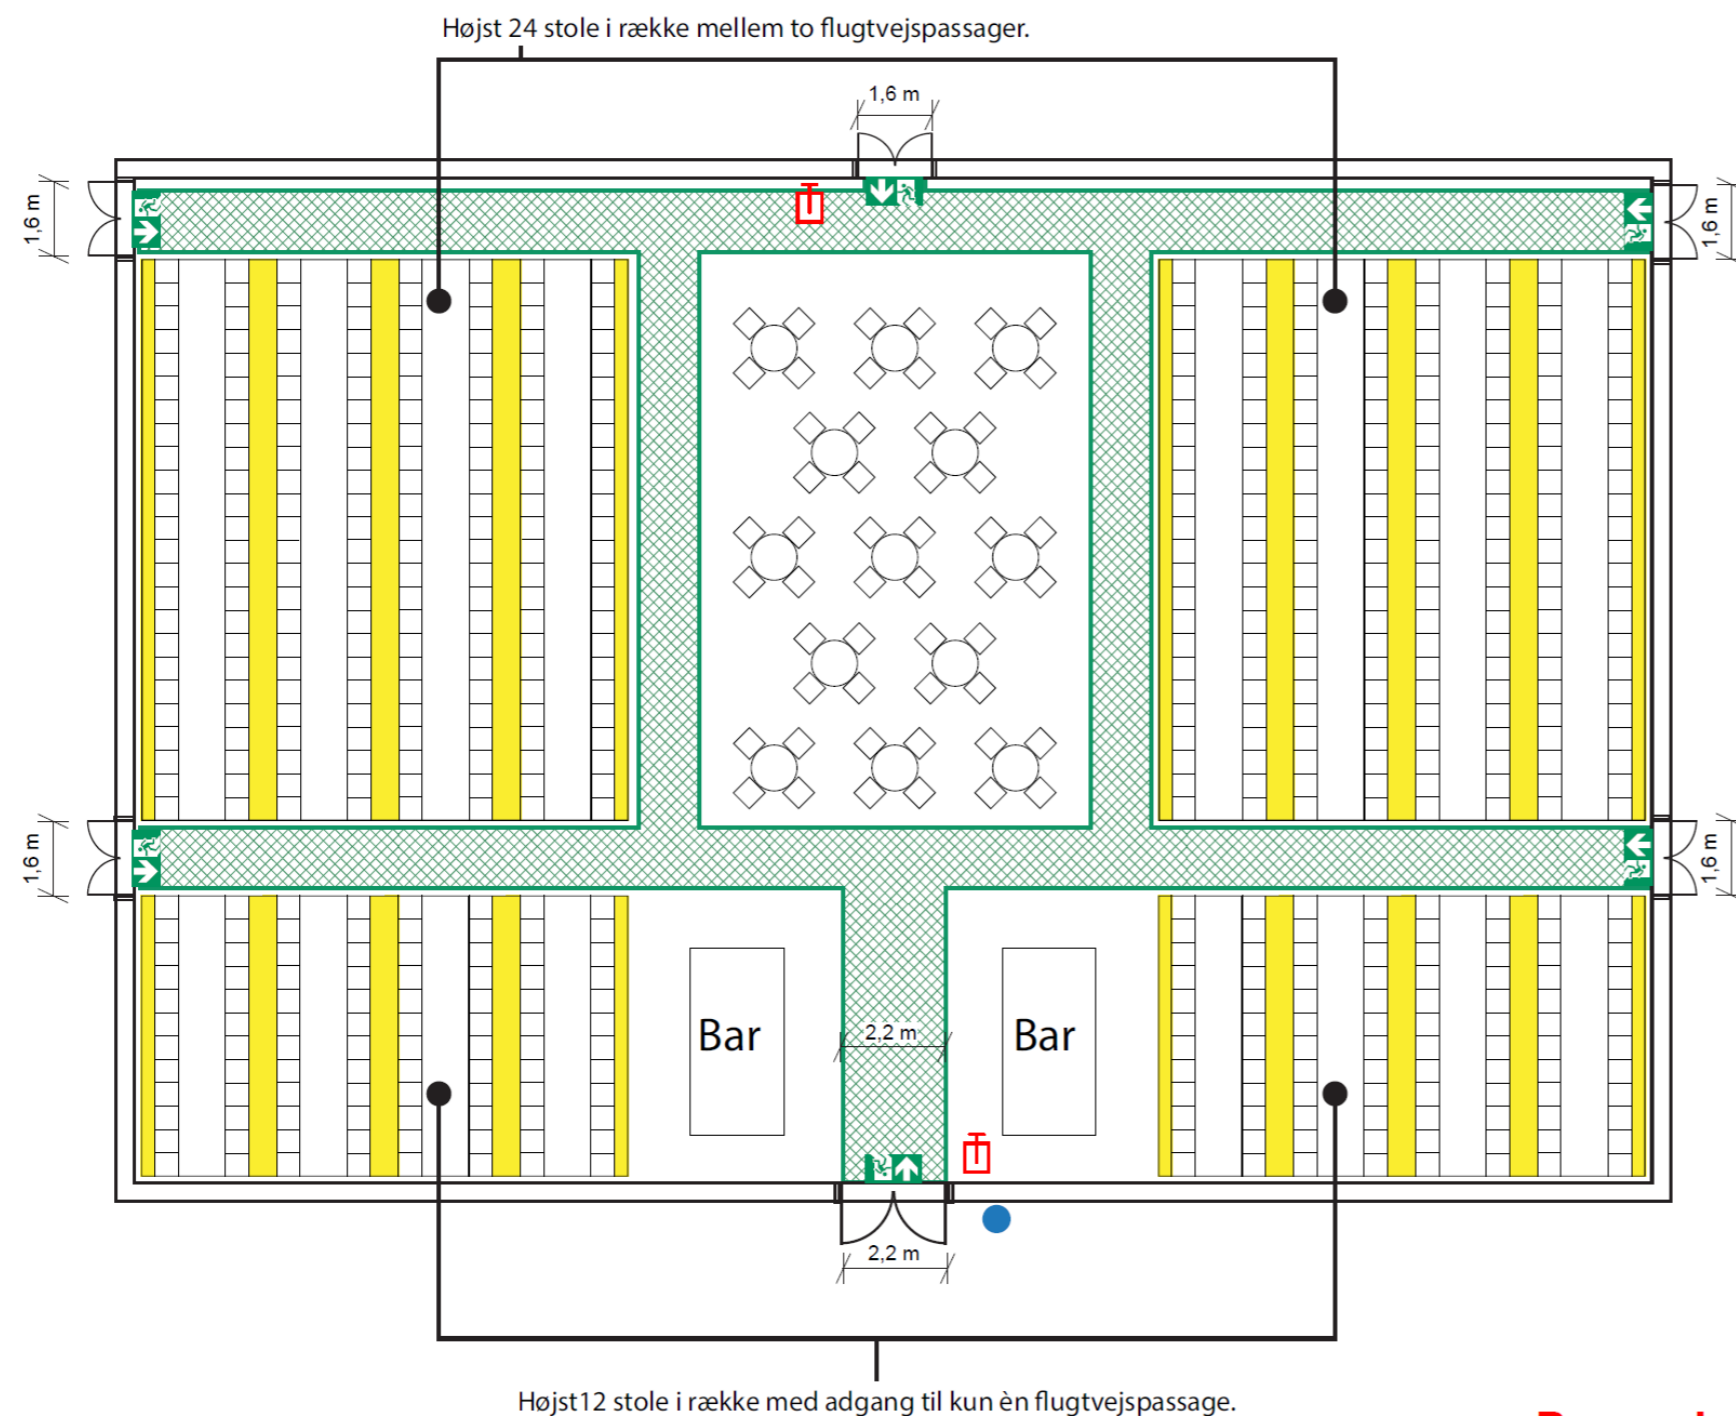 Højst 24 stole i række mellem to flugtvejspassager.
1,6 m
1,6 m
1,6 m
1,6 m
1,6 m
Bar
2,2 m
Bar
2,2 m
Højst12 stole i række med adgang til kun èn flugtvejspassage.